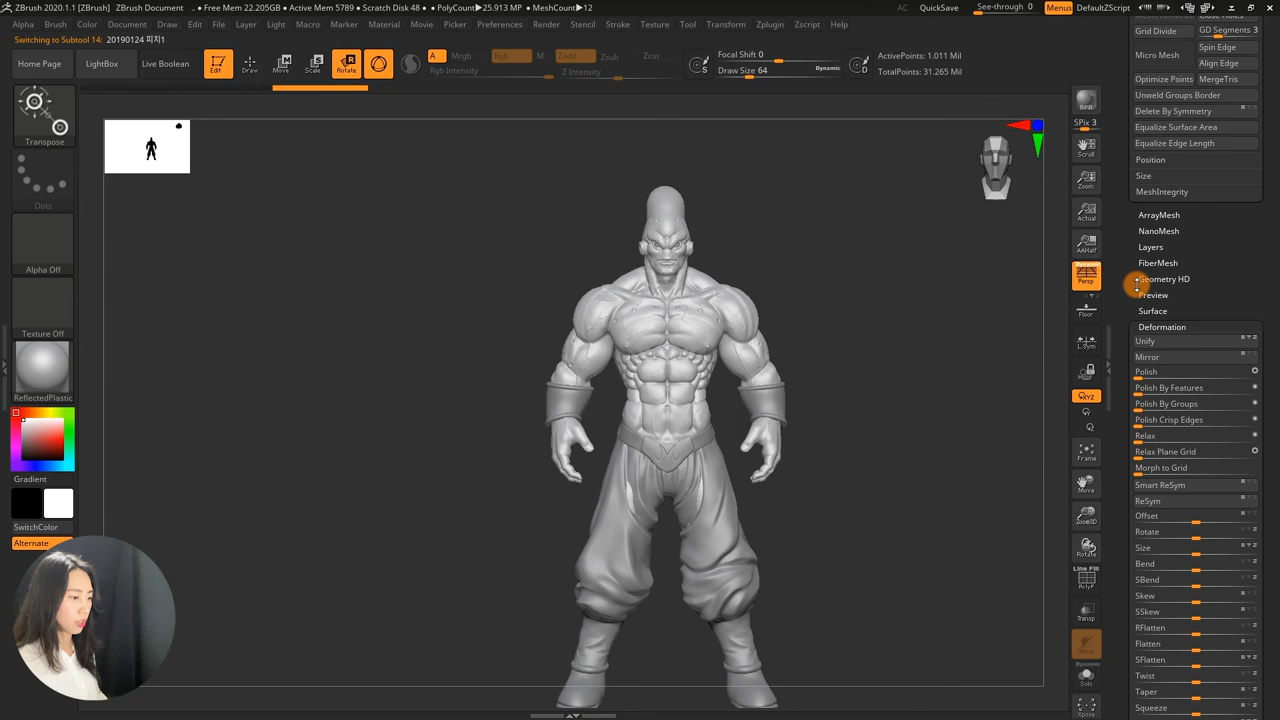 ZBrush 2020.1.1 [ZBrush]
ZBrush Document
.. • Free Mem 22.205GB • Active Mem 5789 • Scratch Disk 48 • PolyCount▶25.913 MP • MeshCount▶12
AC
QuickSave
See-through 0
Menus
DefaultZScript
Alpha
Brush
Color
Document
Draw
Edit
File
Layer
Light
Macro
Marker
Material
Movie
Picker
Preferences
Render
Stencil
Stroke
Texture
Tool
Transform
Zplugin
Zscript
Help
Switching to Subtool 14: 20190124 피치1
Home Page
LightBox
Live Boolean
Edit
Draw
Move
Scale
Rotate
A
Mrgb
Rgb
M
Rgb Intensity
Zadd
Zsub
Zcut
Z Intensity
Focal Shift 0
Draw Size 64
Dynamic
S
D
ActivePoints: 1.011 Mil
TotalPoints: 31.265 Mil
Transpose
Dots
Alpha Off
Texture Off
ReflectedPlastic
Gradient
SwitchColor
Alternate
BPR
SPix 3
Scroll
Zoom
Actual
AAHalf
Dynamic
Persp
Floor
L.Sym
XYZ
Frame
Move
Zoom3D
Rotate
Line Fill
PolyF
Transp
Ghost
Dynamic
Solo
Xpose
Close Holes
Grid Divide
GD Segments 3
Micro Mesh
Spin Edge
Align Edge
Optimize Points
MergeTris
Unweld Groups Border
Delete By Symmetry
Equalize Surface Area
Equalize Edge Length
Position
Size
MeshIntegrity
ArrayMesh
NanoMesh
Layers
FiberMesh
Geometry HD
Preview
Surface
Deformation
Unify
Mirror
Polish
Polish By Features
Polish By Groups
Polish Crisp Edges
Relax
Relax Plane Grid
Morph to Grid
Smart ReSym
ReSym
Offset
Rotate
Size
Bend
SBend
Skew
SSkew
RFlatten
Flatten
SFlatten
Twist
Taper
Squeeze